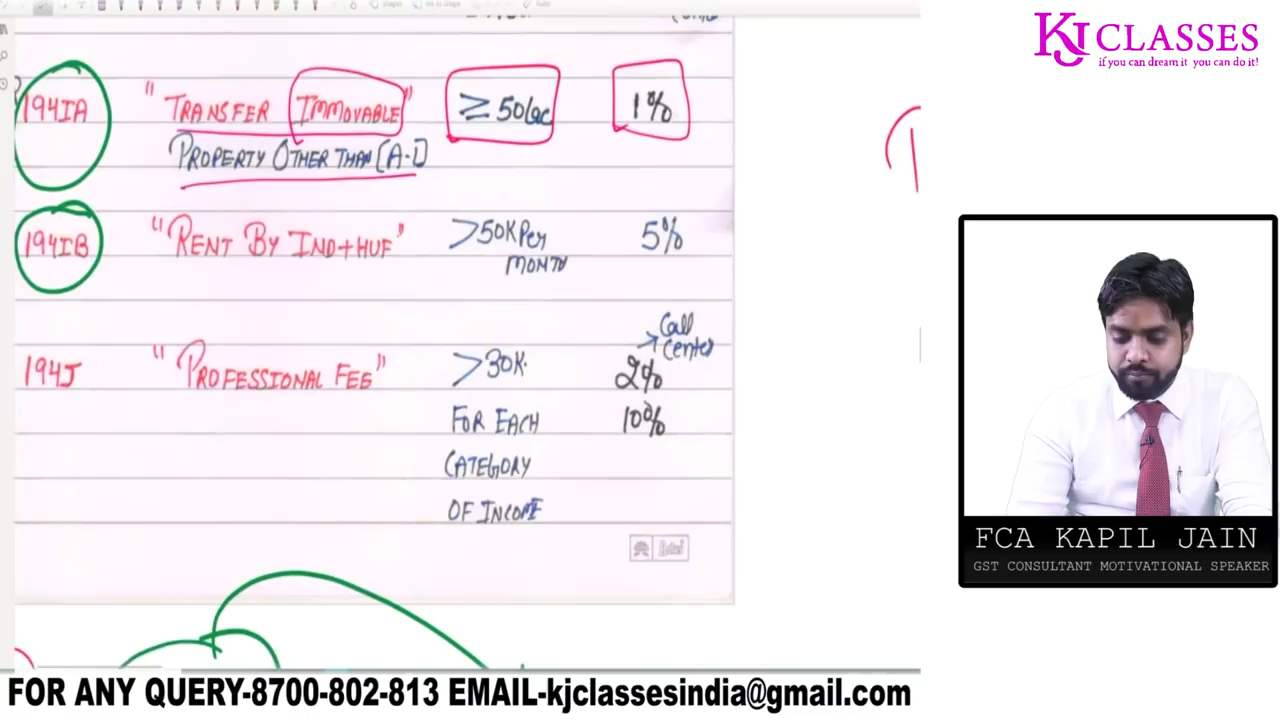 KJ CLASSES
if you can dream it you can do it!
194IA "TRANSFER IMMOVABLE" ≥ 50 Lac 1%
PROPERTY OTHER THAN [A-L]
194IB "RENT BY IND+HUF" >50K Per 5%
MONTH
Call
Center
194J "PROFESSIONAL FEE" >30K. 2%
FOR EACH 10%
CATEGORY
OF INCOME
FCA KAPIL JAIN
GST CONSULTANT MOTIVATIONAL SPEAKER
FOR ANY QUERY-8700-802-813 EMAIL-kjclassesindia@gmail.com